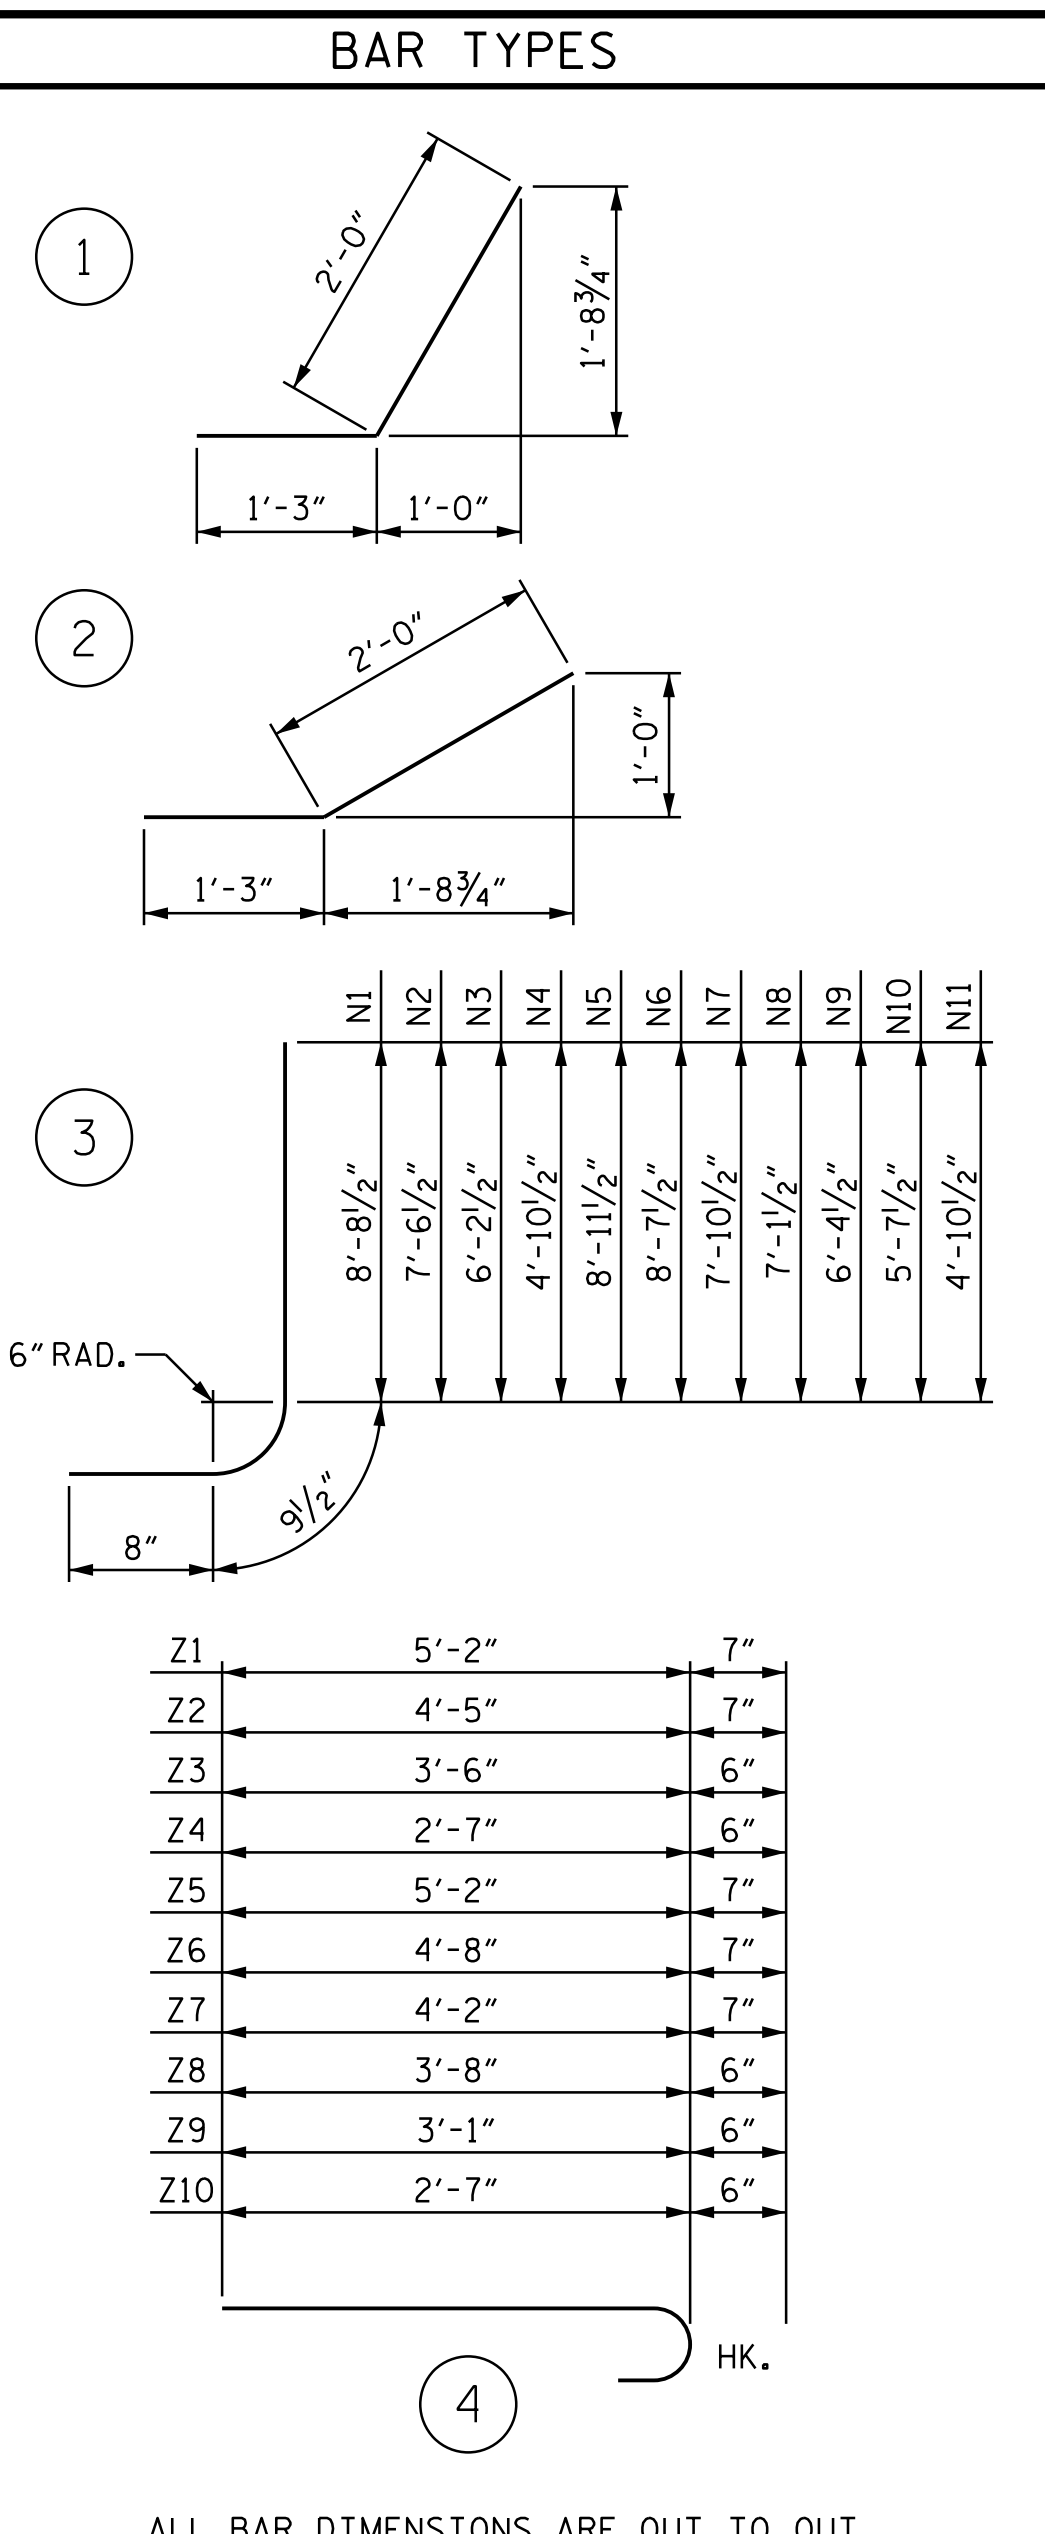 BAR TYPES
1
2'-0"
1'-8¾"
1'-3" 1'-0"
2
2'-0"
1'-0"
1'-3" 1'-8¾"
N1 N2 N3 N4 N5 N6 N7 N8 N9 N10 N11
3
8'-8½" 7'-6½" 6'-2½" 4'-10½" 8'-11½" 8'-7½" 7'-10½" 7'-1½" 6'-4½" 5'-7½" 4'-10½"
6" RAD.
9½"
8"
Z1 5'-2" 7"
Z2 4'-5" 7"
Z3 3'-6" 6"
Z4 2'-7" 6"
Z5 5'-2" 7"
Z6 4'-8" 7"
Z7 4'-2" 7"
Z8 3'-8" 6"
Z9 3'-1" 6"
Z10 2'-7" 6"
HK.
4
ALL BAR DIMENSIONS ARE OUT TO OUT